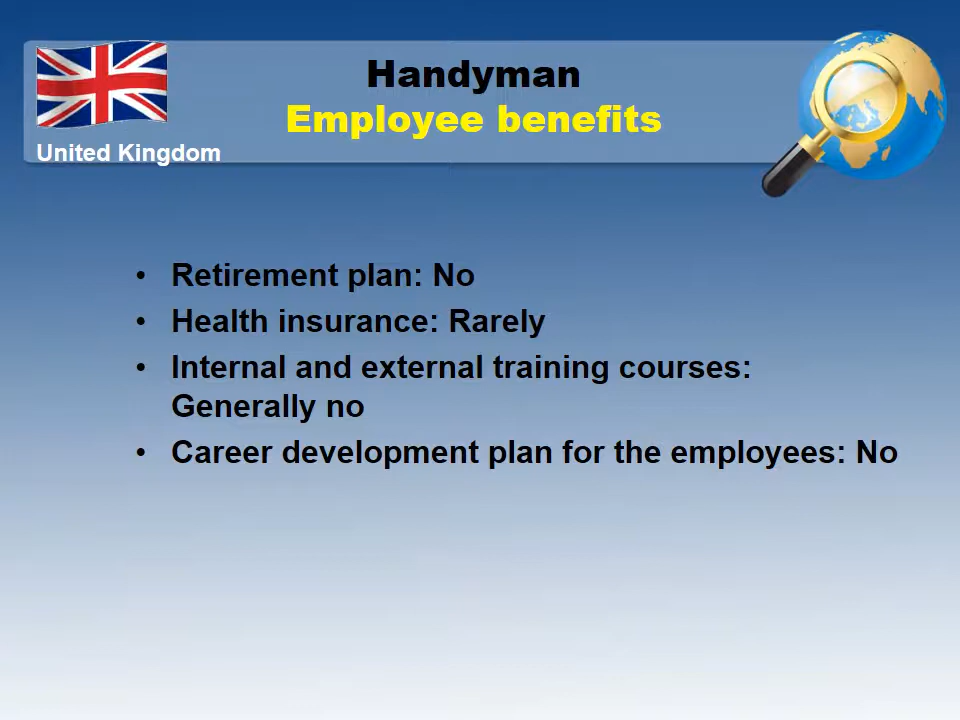 Handyman
Employee benefits
United Kingdom
• Retirement plan: No
• Health insurance: Rarely
• Internal and external training courses:
Generally no
• Career development plan for the employees: No